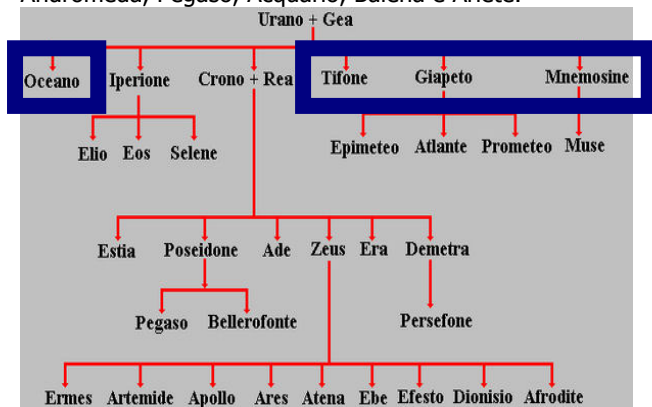 Andromeda, Pegaso, Acquario, Balena e Ariete.
Urano + Gea
Oceano Iperione Crono + Rea Tifone Giapeto Mnemosine
Elio Eos Selene Epimeteo Atlante Prometeo Muse
Estia Poseidone Ade Zeus Era Demetra
Pegaso Bellerofonte Persefone
Ermes Artemide Apollo Ares Atena Ebe Efesto Dionisio Afrodite